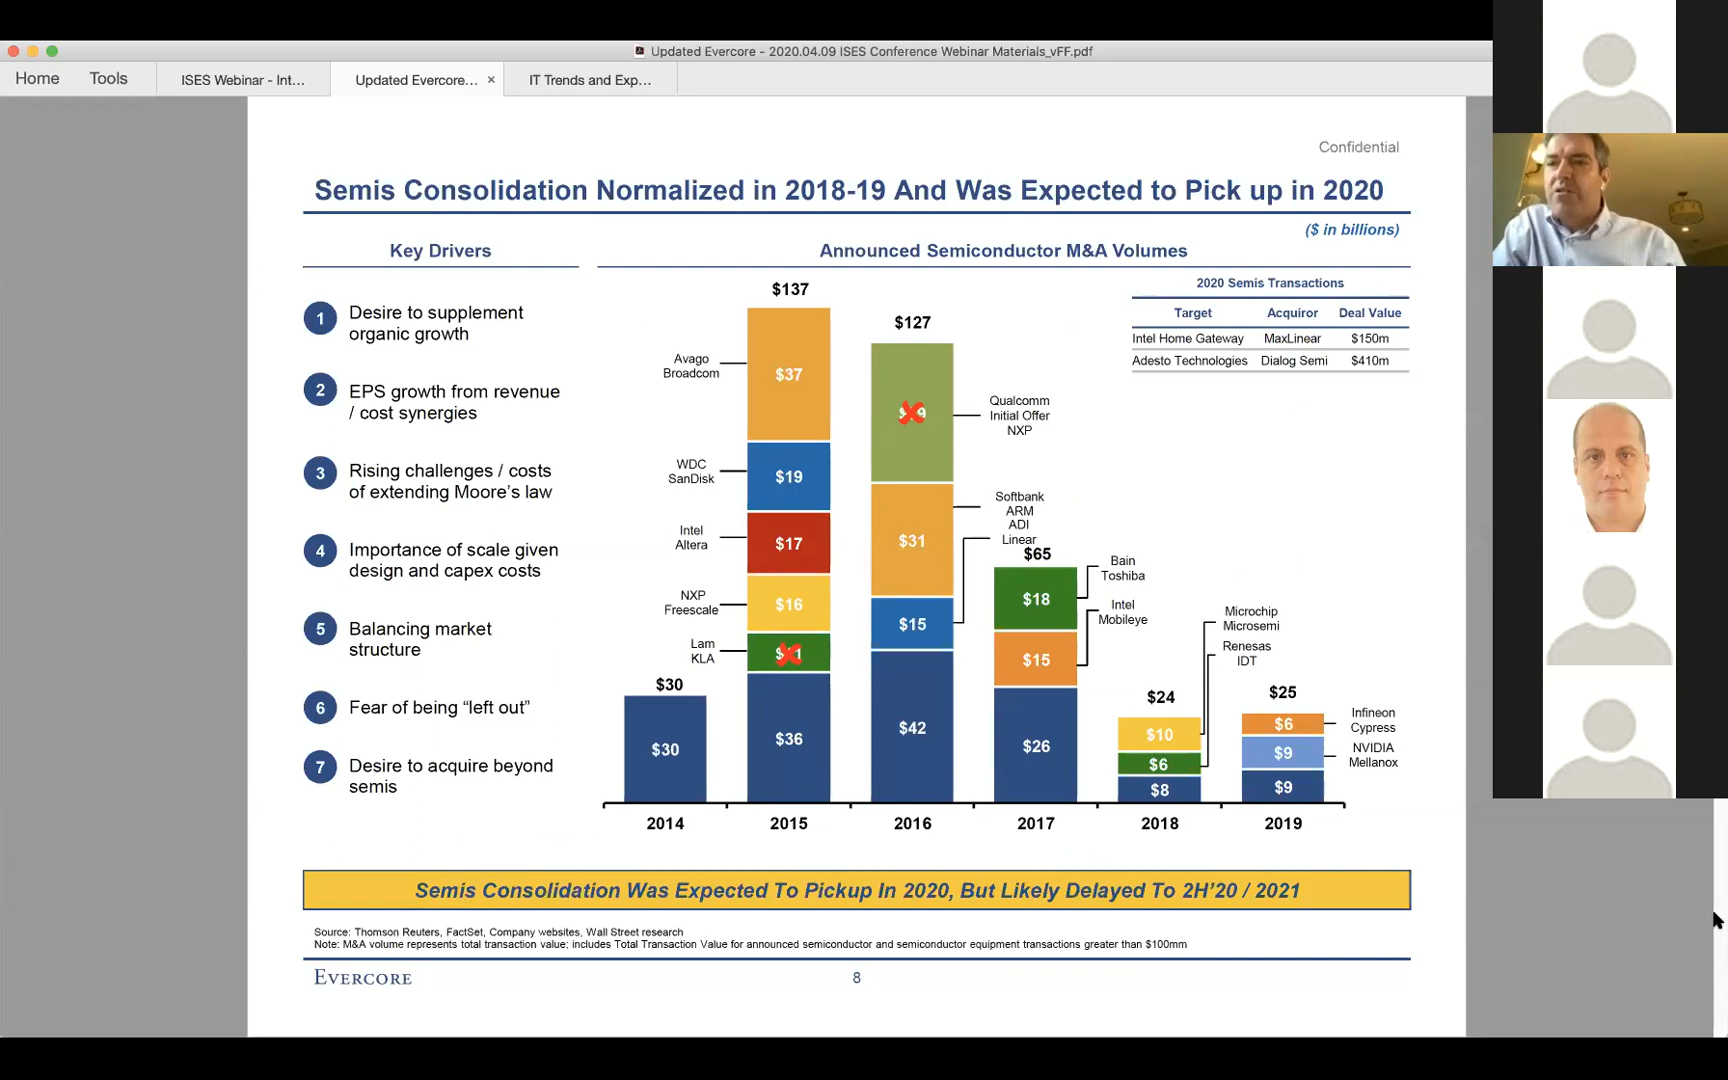 Updated Evercore - 2020.04.09 ISES Conference Webinar Materials_vFF.pdf
Home
Tools
ISES Webinar - Int...
Updated Evercore... ×
IT Trends and Exp...
Confidential
Semis Consolidation Normalized in 2018-19 And Was Expected to Pick up in 2020
($ in billions)
Key Drivers
1 Desire to supplement
organic growth
2 EPS growth from revenue
/ cost synergies
3 Rising challenges / costs
of extending Moore's law
4 Importance of scale given
design and capex costs
5 Balancing market
structure
6 Fear of being “left out”
7 Desire to acquire beyond
semis
Announced Semiconductor M&A Volumes
2020 Semis Transactions
Target Acquiror Deal Value
Intel Home Gateway MaxLinear $150m
Adesto Technologies Dialog Semi $410m
$30
$30
2014
$137
Avago
Broadcom
$37
WDC
SanDisk
$19
Intel
Altera
$17
NXP
Freescale
$16
Lam
KLA
$36
2015
$127
Qualcomm
Initial Offer
NXP
Softbank
ARM
$31
ADI
Linear
$15
$42
2016
$65
Bain
Toshiba
$18
Intel
Mobileye
$15
$26
2017
$24
Microchip
Microsemi
$10
Renesas
IDT
$6
$8
2018
$25
Infineon
Cypress
$6
NVIDIA
Mellanox
$9
$9
2019
Semis Consolidation Was Expected To Pickup In 2020, But Likely Delayed To 2H'20 / 2021
Source: Thomson Reuters, FactSet, Company websites, Wall Street research
Note: M&A volume represents total transaction value; includes Total Transaction Value for announced semiconductor and semiconductor equipment transactions greater than $100mm
EVERCORE
8